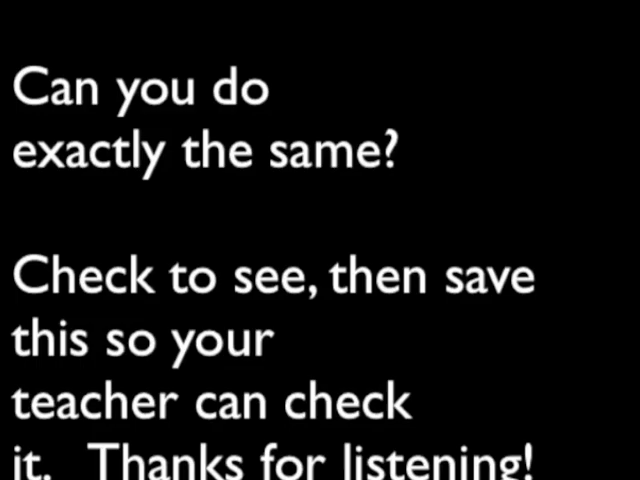 Can you do
exactly the same?
Check to see, then save
this so your
teacher can check
it. Thanks for listening!